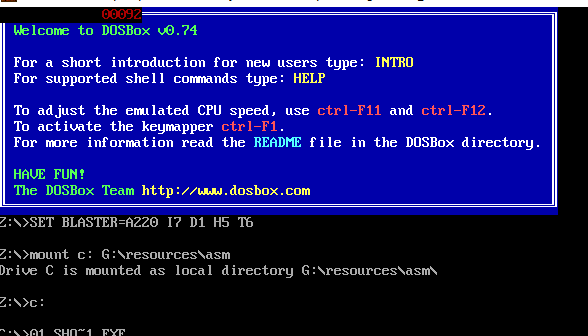 00092
Welcome to DOSBox v0.74
For a short introduction for new users type: INTRO
For supported shell commands type: HELP
To adjust the emulated CPU speed, use ctrl-F11 and ctrl-F12.
To activate the keymapper ctrl-F1.
For more information read the README file in the DOSBox directory.
HAVE FUN!
The DOSBox Team http://www.dosbox.com
Z:\>SET BLASTER=A220 I7 D1 H5 T6
Z:\>mount c: G:\resources\asm
Drive C is mounted as local directory G:\resources\asm\
Z:\>c:
C:\>01_SHO~1.EXE